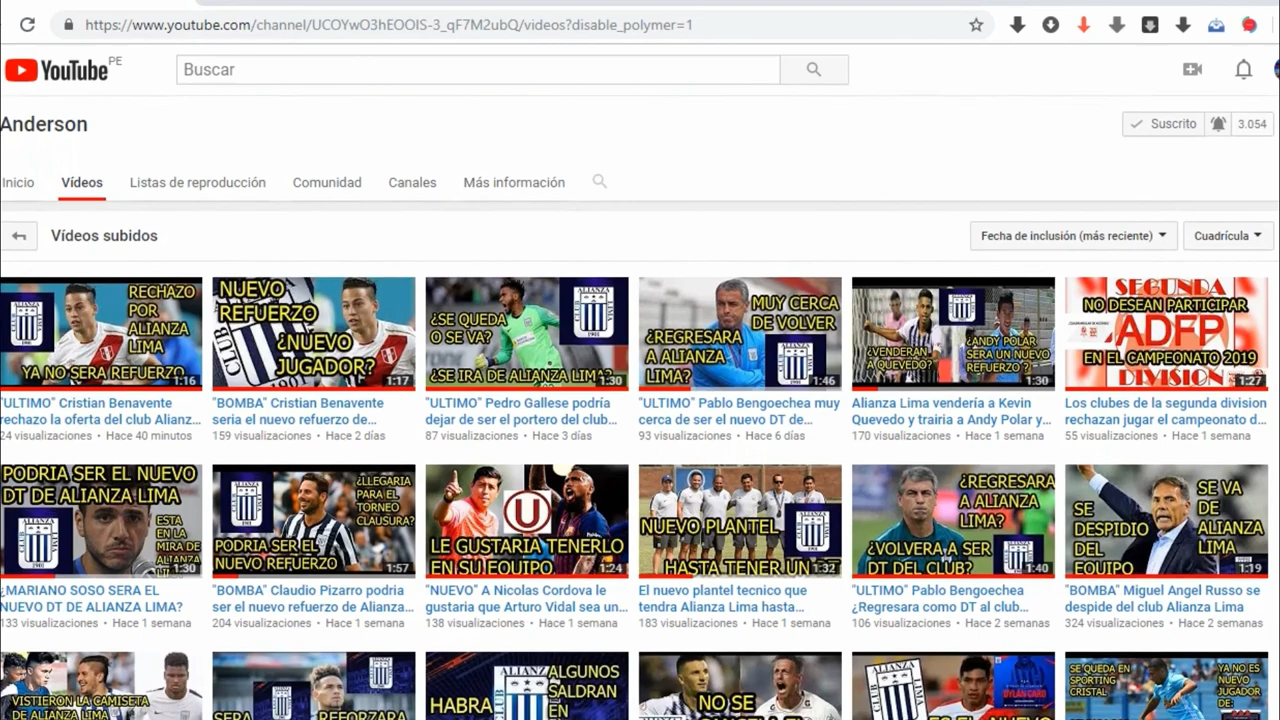 https://www.youtube.com/channel/UCOYwO3hEOOIS-3_qF7M2ubQ/videos?disable_polymer=1
YouTube PE
Buscar
Anderson
Suscrito 3.054
Inicio Vídeos Listas de reproducción Comunidad Canales Más información
Vídeos subidos
Fecha de inclusión (más reciente) Cuadrícula
RECHAZO
POR
ALIANZA
LIMA
YA NO SERA REFUERZO
1:16
NUEVO
REFUERZO
¿NUEVO
JUGADOR?
CLUB
1:17
¿SE QUEDA
O SE VA?
¿SE IRA DE ALIANZA LIMA?
1:30
MUY CERCA
DE VOLVER
¿REGRESARA
A ALIANZA
LIMA?
1:46
¿VENDERAN
A QUEVEDO?
¿ANDY POLAR
SERA UN NUEVO
REFUERZO?
1:30
SEGUNDA
NO DESEAN PARTICIPAR
ADFP
EN EL CAMPEONATO 2019
DIVISION
1:27
"ULTIMO" Cristian Benavente
rechazo la oferta del club Alianz...
24 visualizaciones • Hace 40 minutos
"BOMBA" Cristian Benavente
seria el nuevo refuerzo de...
159 visualizaciones • Hace 2 días
"ULTIMO" Pedro Gallese podría
dejar de ser el portero del club...
87 visualizaciones • Hace 3 días
"ULTIMO" Pablo Bengoechea muy
cerca de ser el nuevo DT de...
93 visualizaciones • Hace 6 días
Alianza Lima vendería a Kevin
Quevedo y trairia a Andy Polar y...
170 visualizaciones • Hace 1 semana
Los clubes de la segunda division
rechazan jugar el campeonato d...
55 visualizaciones • Hace 1 semana
PODRIA SER EL NUEVO
DT DE ALIANZA LIMA
ESTA
EN LA
MIRA DE
ALIANZA
1:30
¿LLEGARIA
PARA EL
TORNEO
CLAUSURA?
PODRIA SER EL
NUEVO REFUERZO
1:57
LE GUSTARIA TENERLO
EN SU EQUIPO
1:24
NUEVO PLANTEL
HASTA TENER UN
1:32
¿REGRESARA
A ALIANZA
LIMA?
¿VOLVERA A SER
DT DEL CLUB?
1:40
SE
DESPIDIO
DEL
EQUIPO
SE VA
DE
ALIANZA
LIMA
1:19
¿MARIANO SOSO SERA EL
NUEVO DT DE ALIANZA LIMA?
133 visualizaciones • Hace 1 semana
"BOMBA" Claudio Pizarro podria
ser el nuevo refuerzo de Alianza...
204 visualizaciones • Hace 1 semana
"NUEVO" A Nicolas Cordova le
gustaria que Arturo Vidal sea un...
138 visualizaciones • Hace 1 semana
El nuevo plantel tecnico que
tendra Alianza Lima hasta...
183 visualizaciones • Hace 1 semana
"ULTIMO" Pablo Bengoechea
¿Regresara como DT al club...
106 visualizaciones • Hace 2 semanas
"BOMBA" Miguel Angel Russo se
despide del club Alianza Lima
324 visualizaciones • Hace 2 semanas
VISTIERON LA CAMISETA
DE ALIANZA LIMA
SERA
REFORZARA
ALIANZA
ALGUNOS
SALDRAN
EN
HABRA
NO SE
ALIANZA
DYLAN CARO
ES EL NUEVO
SE QUEDA EN
SPORTING
CRISTAL
YA NO ES
NUEVO
JUGADOR
DE: